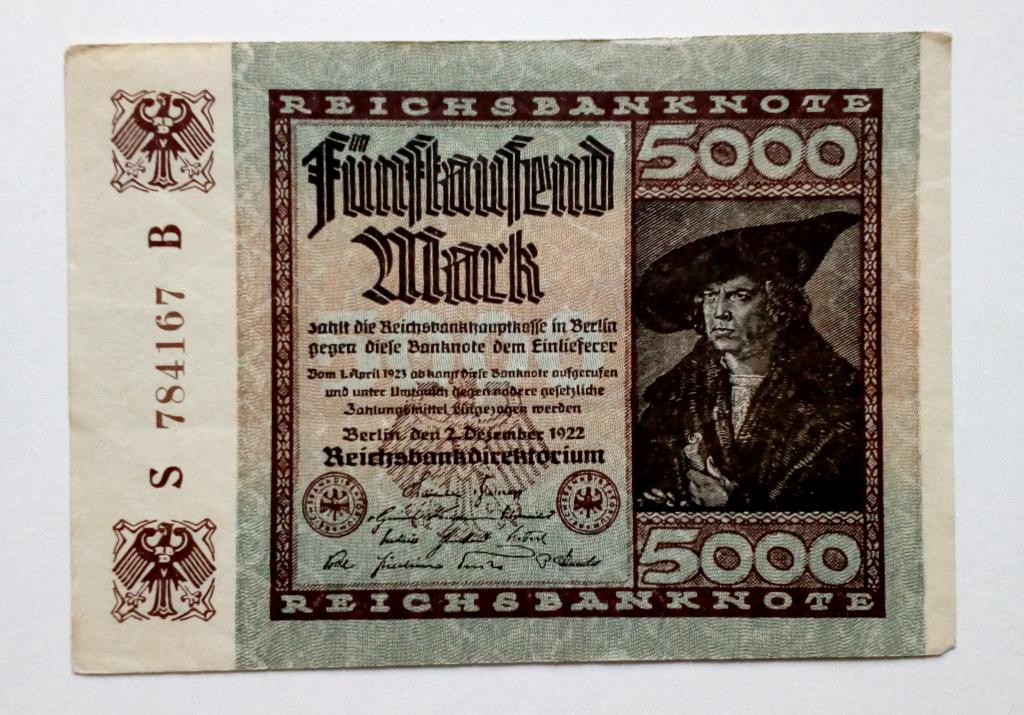 REICHSBANKNOTE
5000
Fünftausend
Mark
zahlt die Reichsbankhauptkasse in Berlin
gegen diese Banknote dem Einlieferer
Vom 1. April 1923 ab kann diese Banknote aufgerufen
und unter Umtausch gegen andere gesetzliche
Zahlungsmittel eingezogen werden
Berlin, den 2. Dezember 1922
Reichsbankdirektorium
5000
REICHSBANKNOTE
S 784167 B